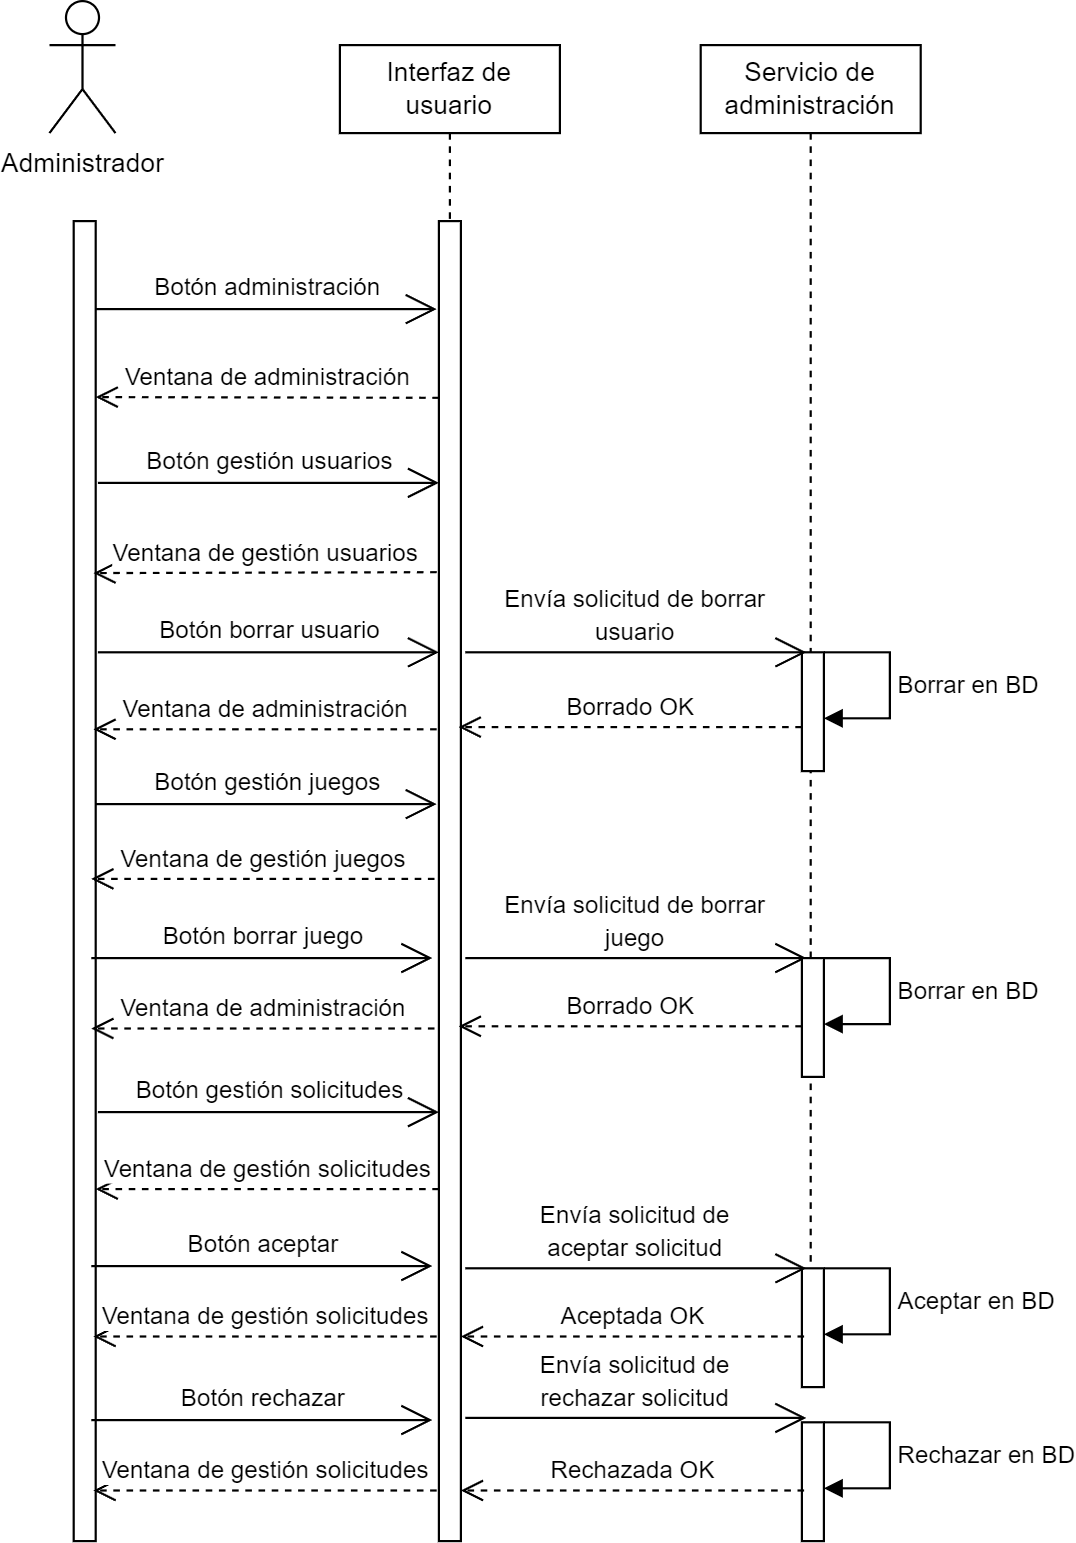 Administrador
Interfaz de
usuario
Servicio de
administración
Botón administración
Ventana de administración
Botón gestión usuarios
Ventana de gestión usuarios
Botón borrar usuario
Envía solicitud de borrar
usuario
Borrar en BD
Borrado OK
Ventana de administración
Botón gestión juegos
Ventana de gestión juegos
Botón borrar juego
Envía solicitud de borrar
juego
Borrar en BD
Borrado OK
Ventana de administración
Botón gestión solicitudes
Ventana de gestión solicitudes
Botón aceptar
Envía solicitud de
aceptar solicitud
Aceptar en BD
Aceptada OK
Ventana de gestión solicitudes
Botón rechazar
Envía solicitud de
rechazar solicitud
Rechazar en BD
Rechazada OK
Ventana de gestión solicitudes